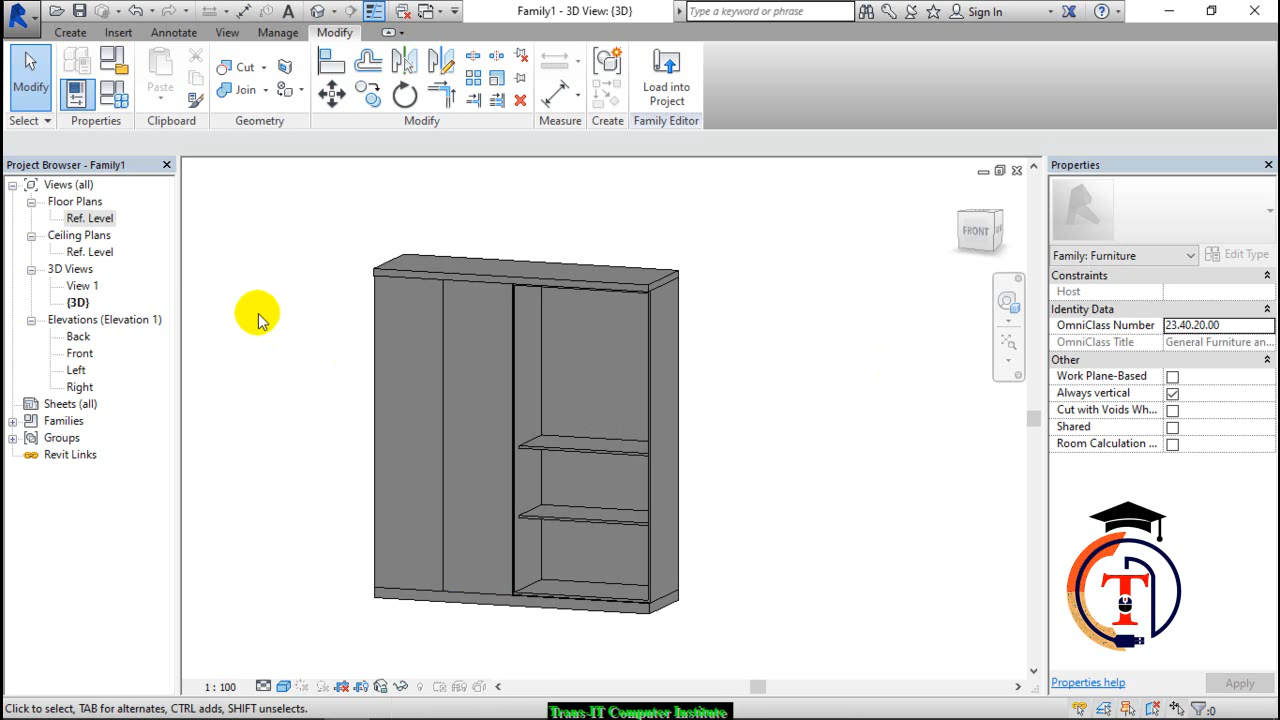 Family1 - 3D View: {3D}
Type a keyword or phrase
Sign In
Create
Insert
Annotate
View
Manage
Modify
Modify
Paste
Cut
Join
Load into
Project
Select
Properties
Clipboard
Geometry
Modify
Measure
Create
Family Editor
Project Browser - Family1
Views (all)
Floor Plans
Ref. Level
Ceiling Plans
Ref. Level
3D Views
View 1
{3D}
Elevations (Elevation 1)
Back
Front
Left
Right
Sheets (all)
Families
Groups
Revit Links
FRONT
Properties
Family: Furniture
Edit Type
Constraints
Host
Identity Data
OmniClass Number 23.40.20.00
OmniClass Title General Furniture an...
Other
Work Plane-Based
Always vertical
Cut with Voids Wh...
Shared
Room Calculation ...
T
Properties help
Apply
1 : 100
Click to select, TAB for alternates, CTRL adds, SHIFT unselects.
Trans-IT Computer Institute
:0